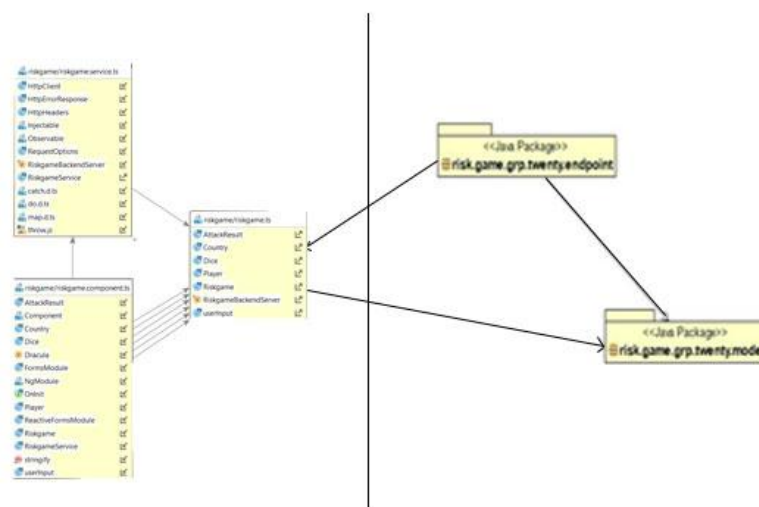 riskgame/riskgame.service.ts
HttpClient
HttpErrorResponse
HttpHeaders
Injectable
Observable
RequestOptions
RiskgameBackendServer
RiskgameService
catch.d.ts
do.d.ts
map.d.ts
throw.js
riskgame/riskgame.component.ts
AttackResult
Component
Country
Dice
Dracula
FormsModule
NgModule
OnInit
Player
ReactiveFormsModule
Riskgame
RiskgameService
stringify
userInput
riskgame/riskgame.ts
AttackResult
Country
Dice
Player
Riskgame
RiskgameBackendServer
userInput
<<Java Package>>
risk.game.grp.twenty.endpoint
<<Java Package>>
risk.game.grp.twenty.mode